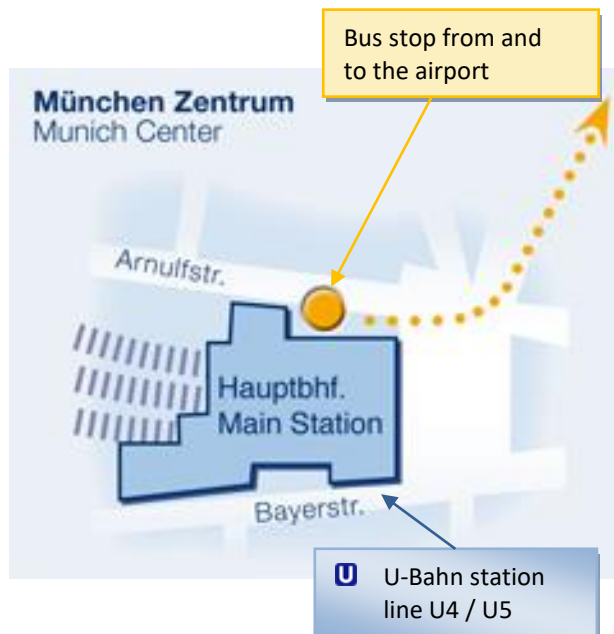 Bus stop from and
to the airport
München Zentrum
Munich Center
Arnulfstr.
Hauptbhf.
Main Station
Bayerstr.
U U-Bahn station
line U4 / U5